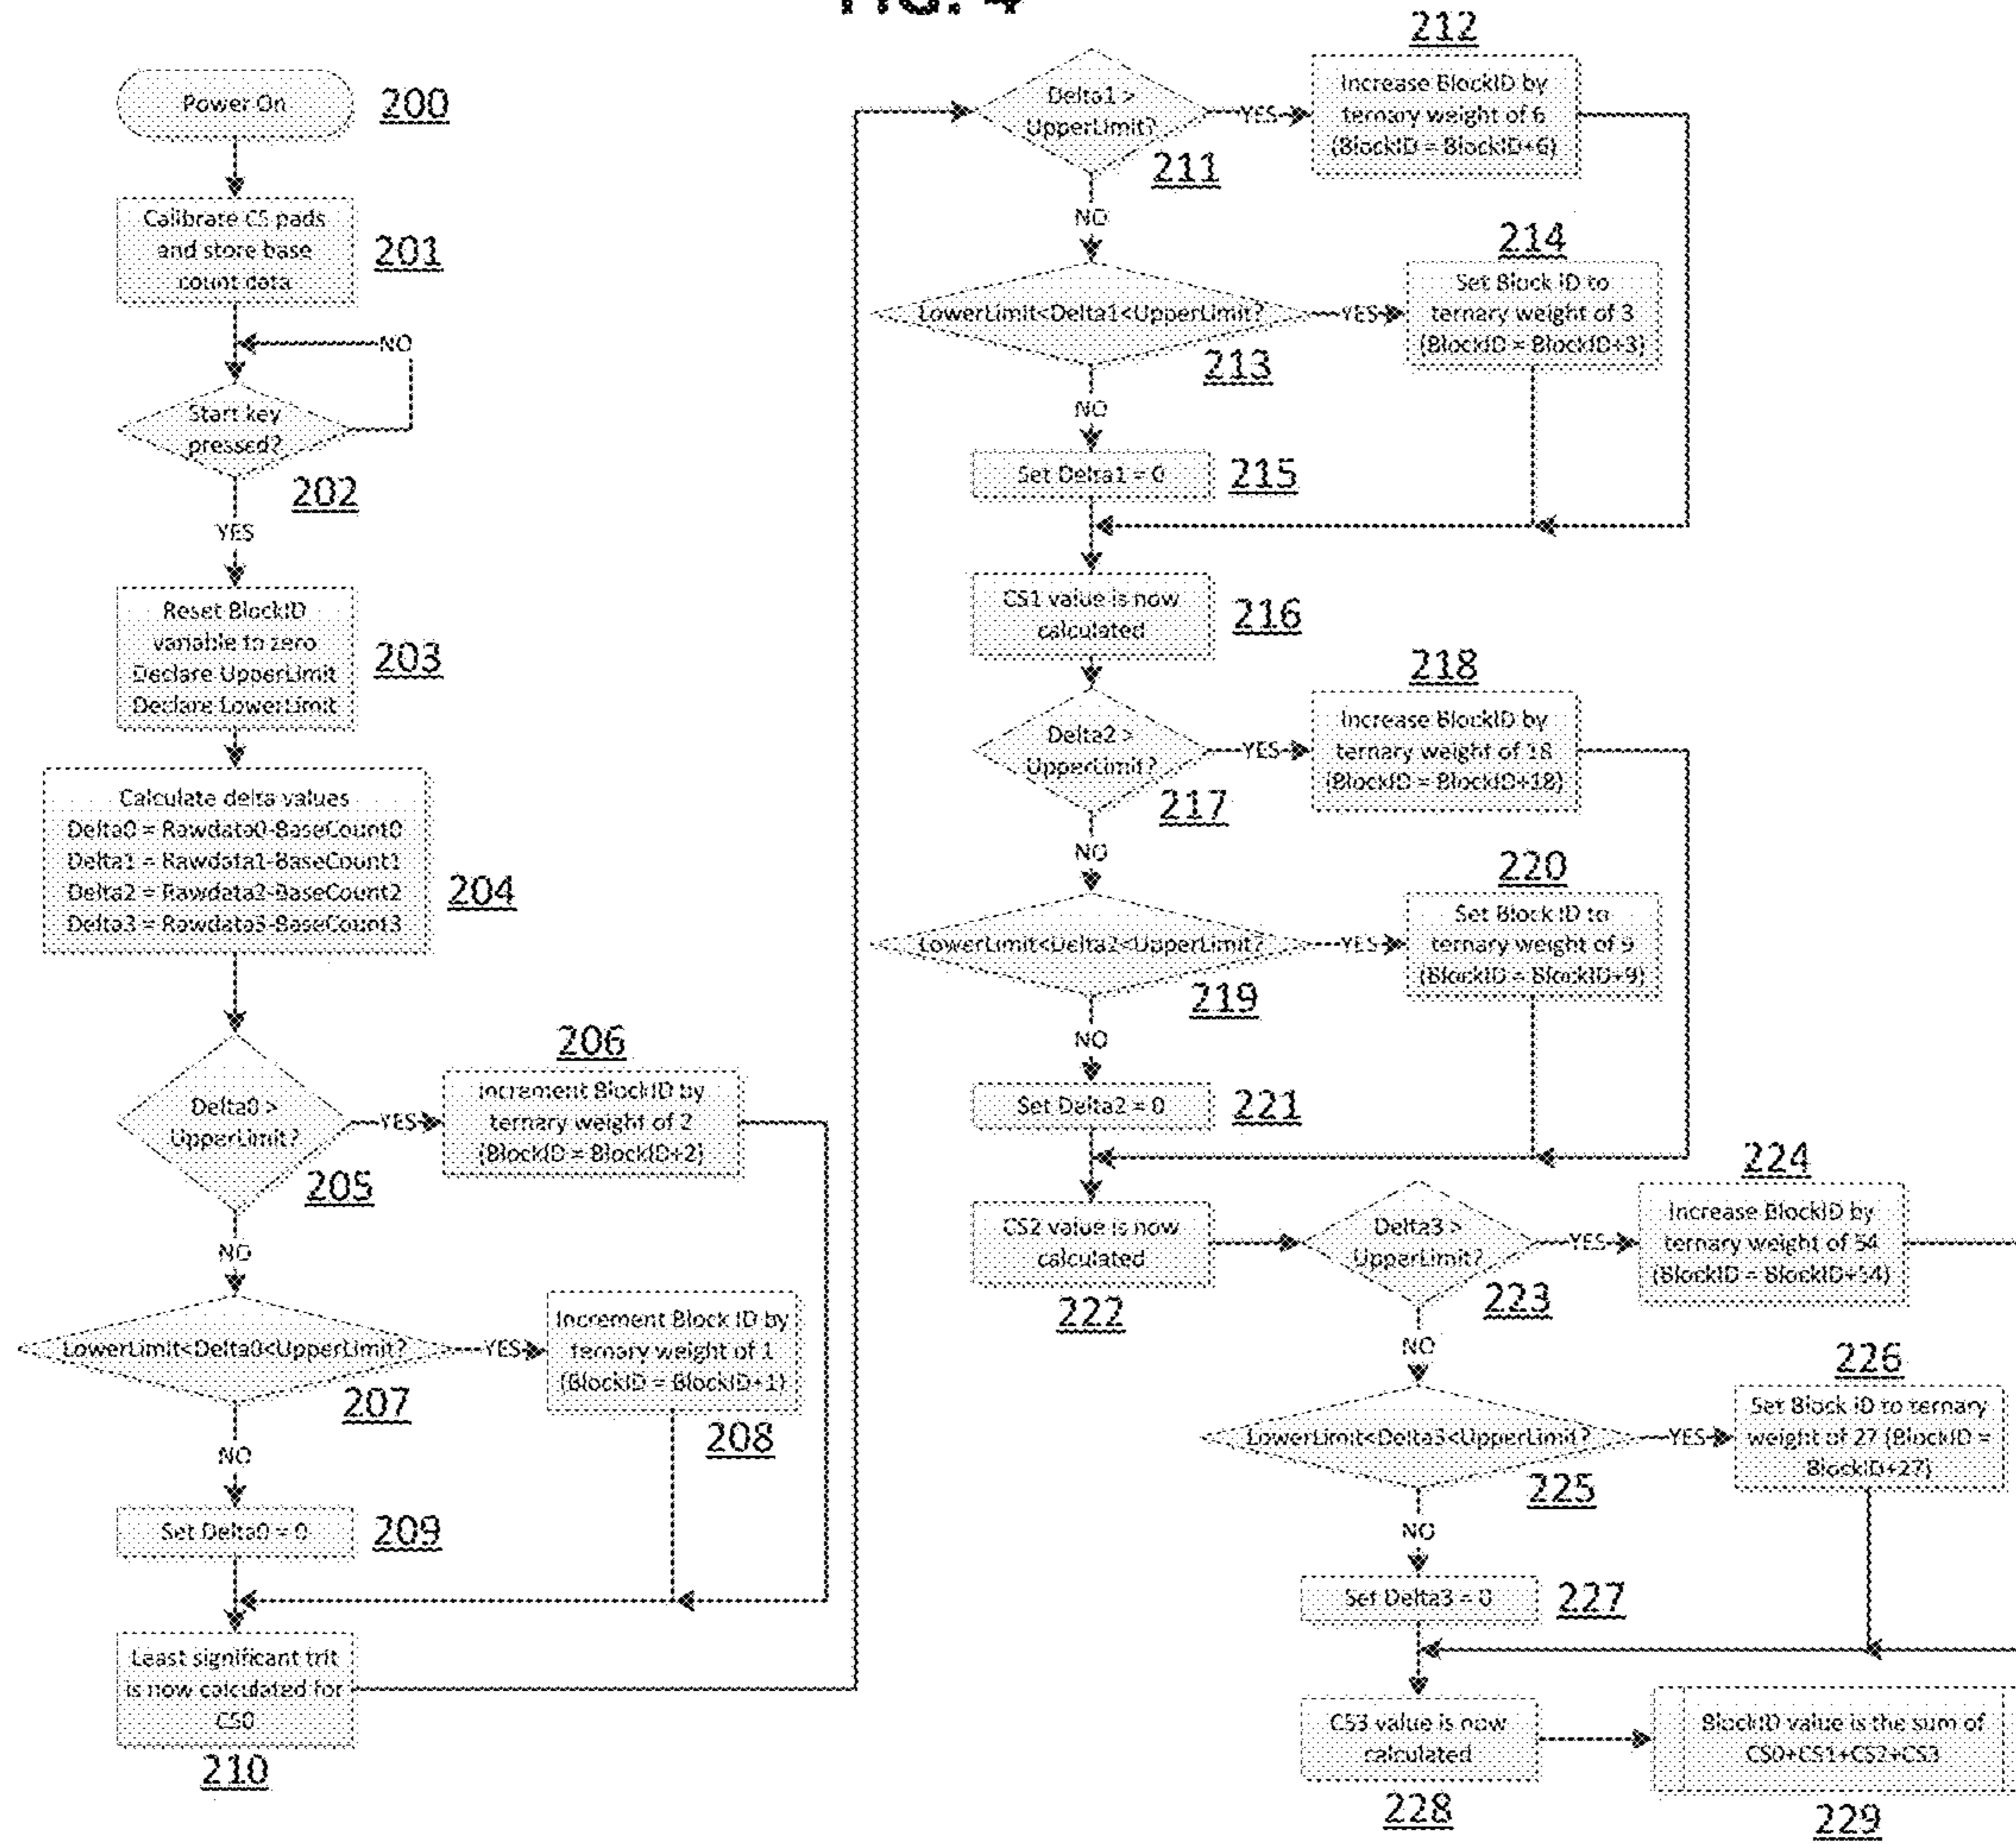 FIG. 4
Power On
200
Calibrate CS pads
and store base
count data
201
NO
Start key
pressed?
202
YES
Reset BlockID
variable to zero
Declare UpperLimit
Declare LowerLimit
203
Calculate delta values
Delta0 = Rawdata0-BaseCount0
Delta1 = Rawdata1-BaseCount1
Delta2 = Rawdata2-BaseCount2
Delta3 = Rawdata3-BaseCount3
204
Delta0 >
UpperLimit?
205
YES
206
Increment BlockID by
ternary weight of 2
(BlockID = BlockID+2)
NO
LowerLimit<Delta0<UpperLimit?
207
YES
Increment Block ID by
ternary weight of 1
(BlockID = BlockID+1)
208
NO
Set Delta0 = 0
209
Least significant trit
is now calculated for
CS0
210
Delta1 >
UpperLimit?
211
YES
212
Increase BlockID by
ternary weight of 6
(BlockID = BlockID+6)
NO
LowerLimit<Delta1<UpperLimit?
213
YES
214
Set Block ID to
ternary weight of 3
(BlockID = BlockID+3)
NO
Set Delta1 = 0
215
CS1 value is now
calculated
216
Delta2 >
UpperLimit?
217
YES
218
Increase BlockID by
ternary weight of 18
(BlockID = BlockID+18)
NO
LowerLimit<Delta2<UpperLimit?
219
YES
220
Set Block ID to
ternary weight of 9
(BlockID = BlockID+9)
NO
Set Delta2 = 0
221
CS2 value is now
calculated
222
Delta3 >
UpperLimit?
223
YES
224
Increase BlockID by
ternary weight of 54
(BlockID = BlockID+54)
NO
LowerLimit<Delta3<UpperLimit?
225
YES
226
Set Block ID to ternary
weight of 27 (BlockID =
BlockID+27)
NO
Set Delta3 = 0
227
CS3 value is now
calculated
228
BlockID value is the sum of
CS0+CS1+CS2+CS3
229